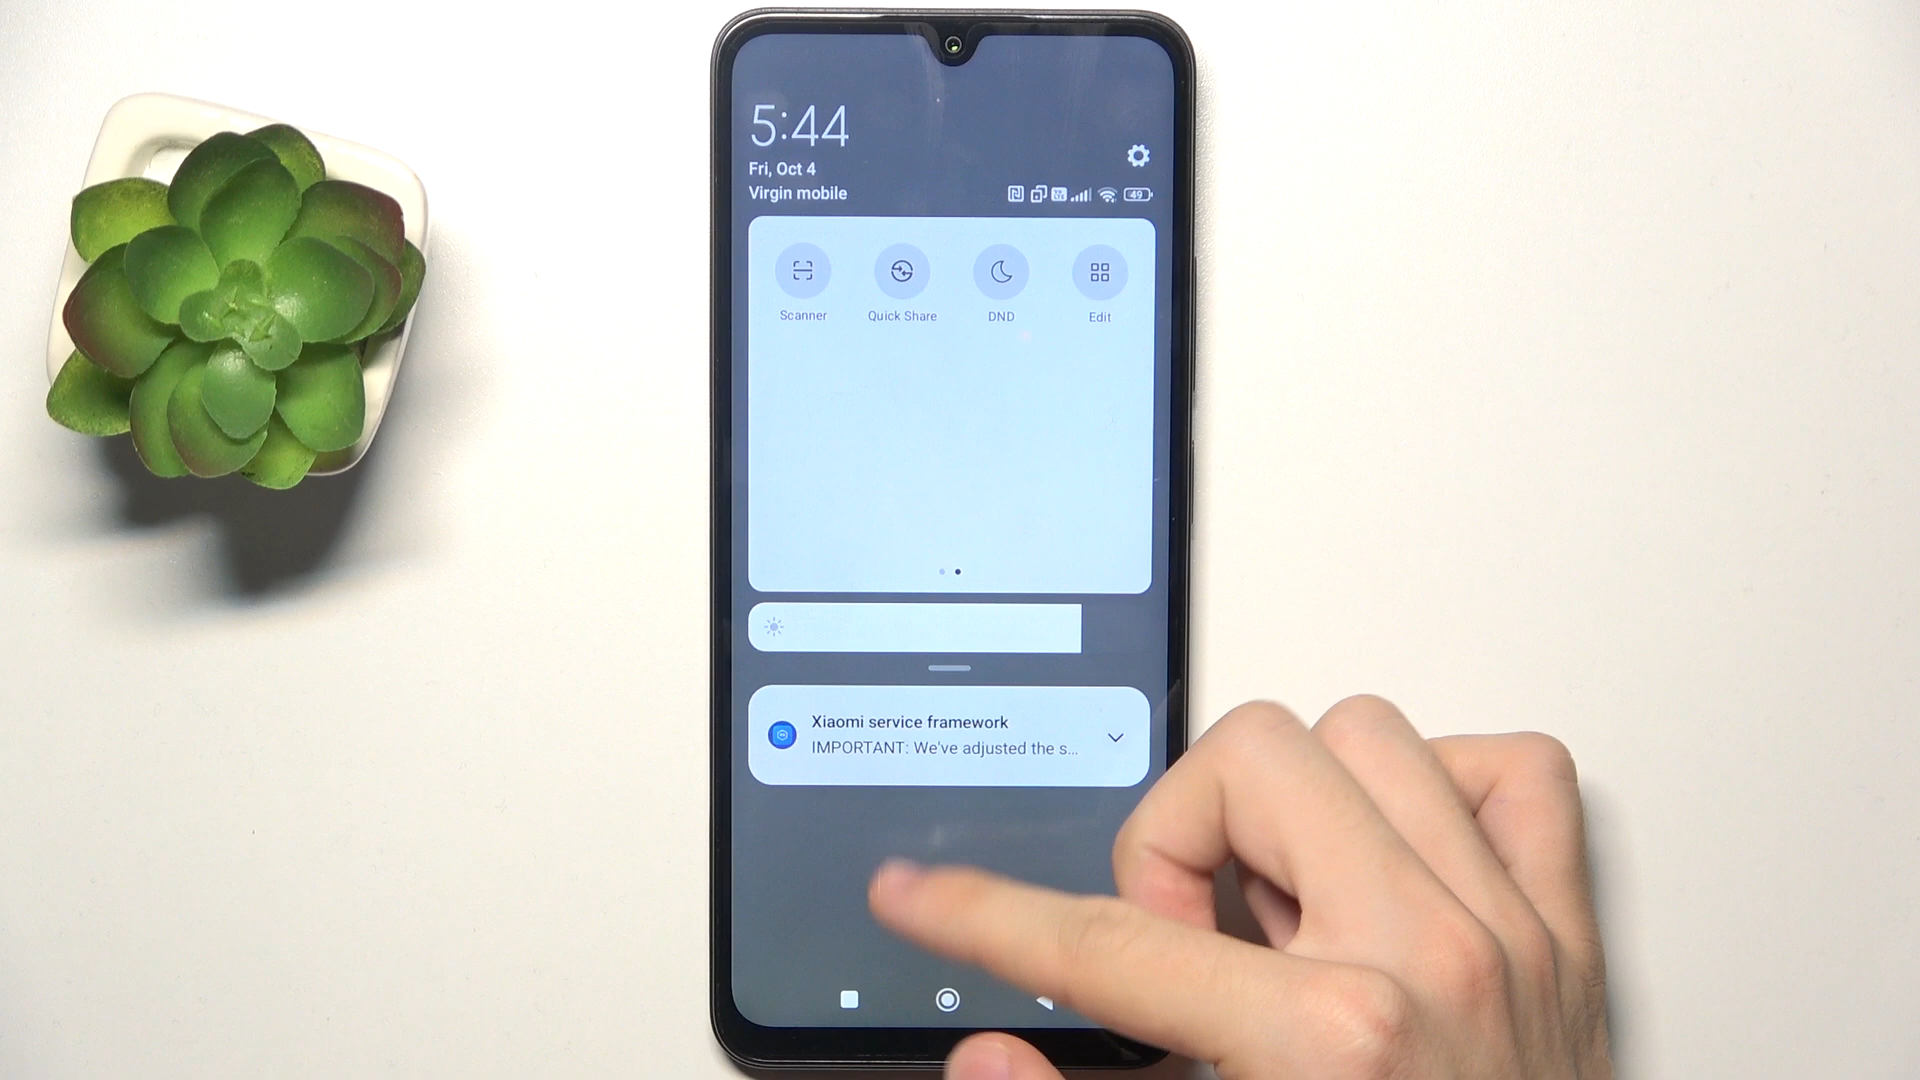 5:44
Fri, Oct 4
Virgin mobile
49
Scanner
Quick Share
DND
Edit
Xiaomi service framework
IMPORTANT: We've adjusted the s...